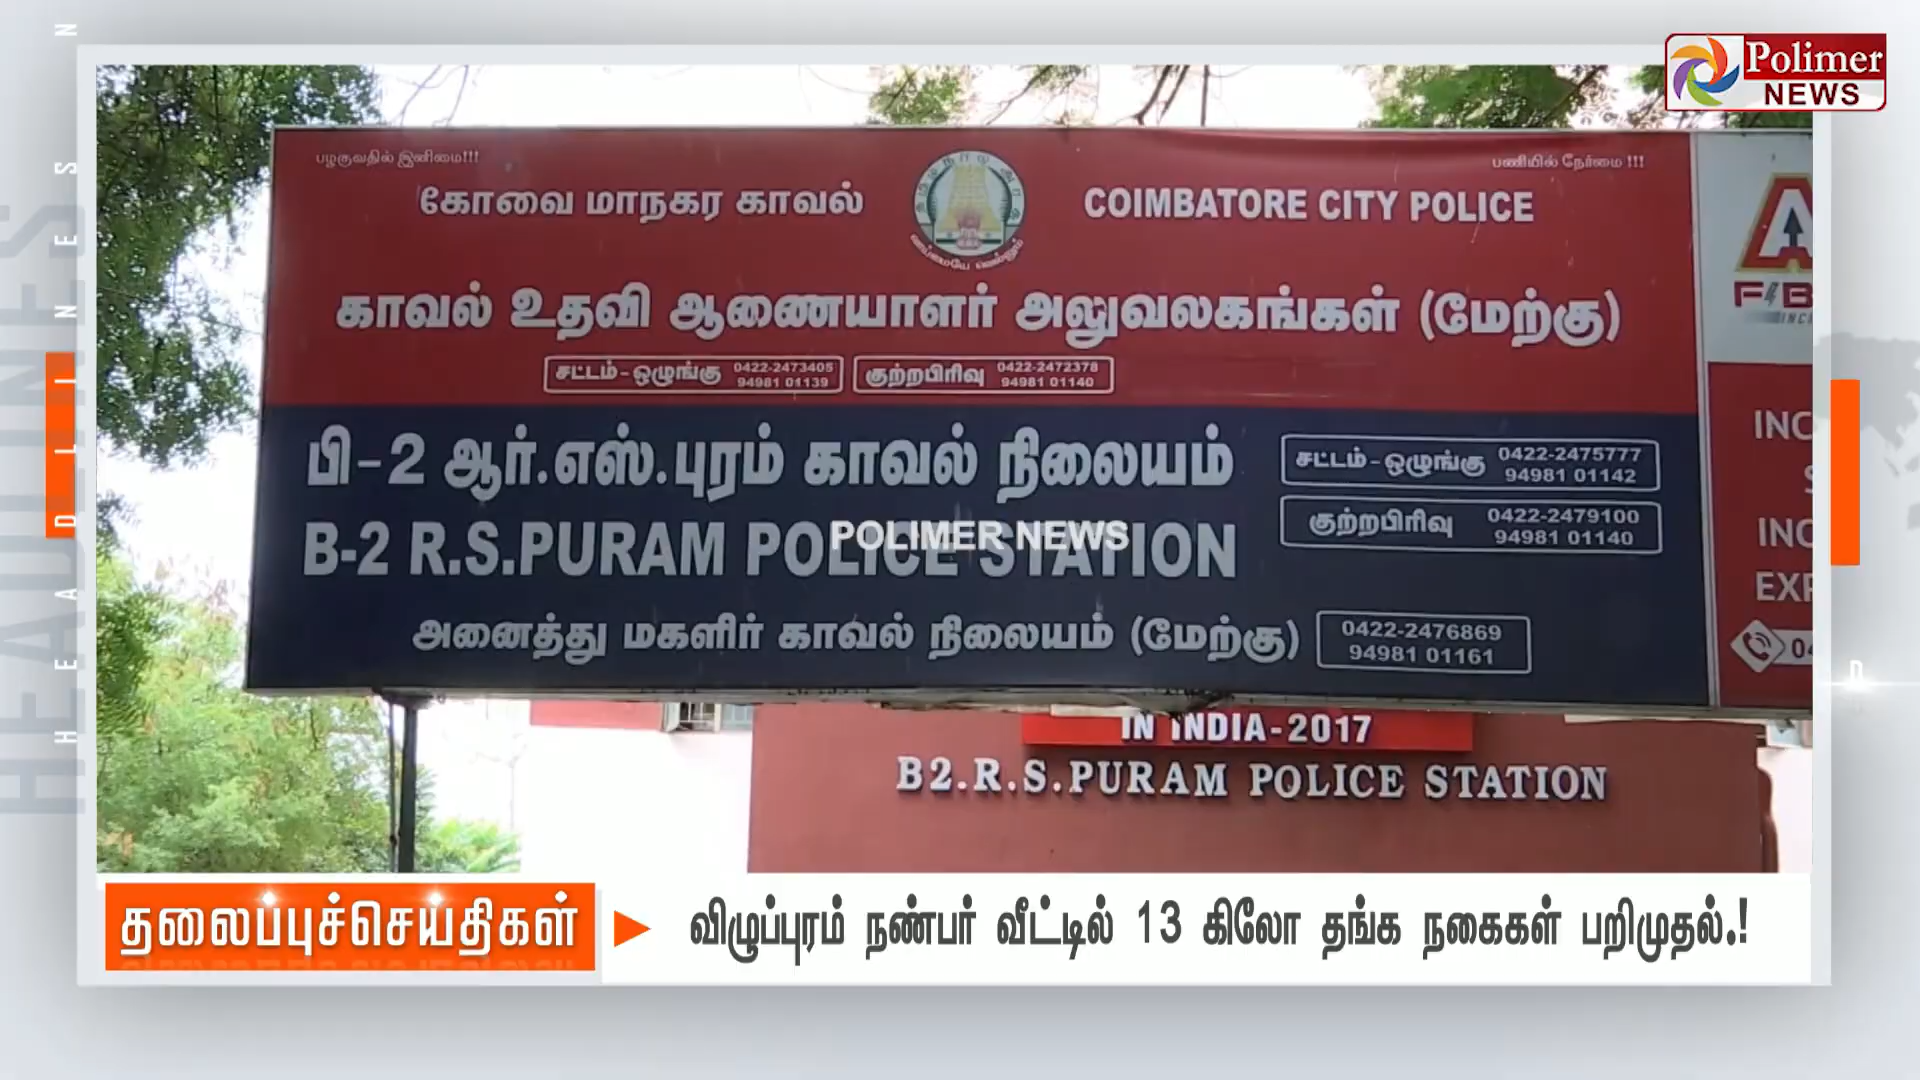 Polimer
NEWS
HEADLINES
பழகுவதில் இனிமை!!!
பணியில் நேர்மை !!!
கோவை மாநகர காவல்
COIMBATORE CITY POLICE
வாய்மையே வெல்லும்
காவல் உதவி ஆணையாளர் அலுவலகங்கள் (மேற்கு)
சட்டம்-ஒழுங்கு 0422-2473405
94981 01139
குற்றபிரிவு 0422-2472378
94981 01140
பி-2 ஆர்.எஸ்.புரம் காவல் நிலையம்
சட்டம்-ஒழுங்கு 0422-2475777
94981 01142
B-2 R.S.PURAM POLICE STATION
POLIMER NEWS
குற்றபிரிவு 0422-2479100
94981 01140
அனைத்து மகளிர் காவல் நிலையம் (மேற்கு)
0422-2476869
94981 01161
IN INDIA-2017
B2.R.S.PURAM POLICE STATION
தலைப்புச்செய்திகள்
விழுப்புரம் நண்பர் வீட்டில் 13 கிலோ தங்க நகைகள் பறிமுதல்.!
HEADLINES